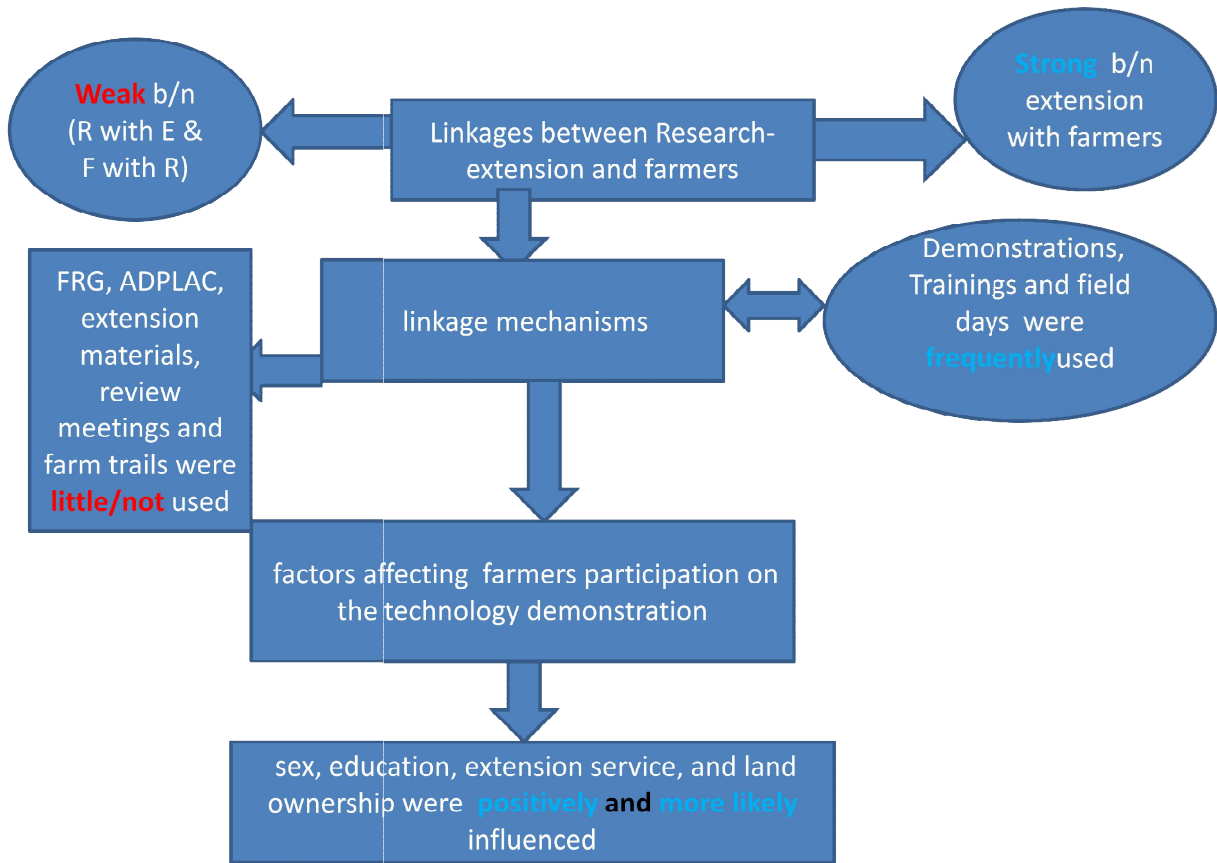 Weak b/n
(R with E &
F with R)
Linkages between Research-
extension and farmers
Strong b/n
extension
with farmers
FRG, ADPLAC,
extension
materials,
review
meetings and
farm trails were
little/not used
linkage mechanisms
Demonstrations,
Trainings and field
days were
frequentlyused
factors affecting farmers participation on
the technology demonstration
sex, education, extension service, and land
ownership were positively and more likely
influenced